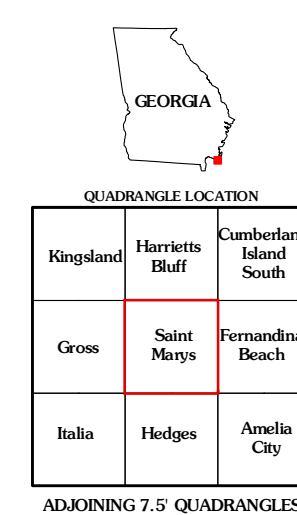 GEORGIA
QUADRANGLE LOCATION
Kingsland
Harrietts
Bluff
Cumberlan
Island
South
Gross
Saint
Marys
Fernandina
Beach
Italia
Hedges
Amelia
City
ADJOINING 7.5' QUADRANGLES